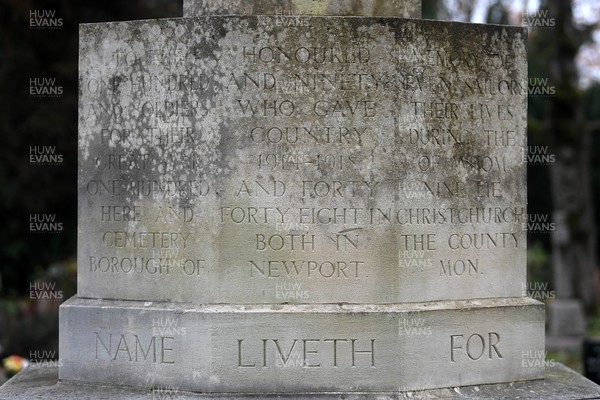 TO THE HONOURED MEMORY OF
ONE HUNDRED AND NINETY SEVEN SAILORS
AND SOLDIERS WHO GAVE THEIR LIVES
FOR THEIR COUNTRY DURING THE
GREAT WAR 1914-1918 OF WHOM
ONE HUNDRED AND FORTY NINE LIE
HERE AND FORTY EIGHT IN CHRISTCHURCH
CEMETERY BOTH IN THE COUNTY
BOROUGH OF NEWPORT. MON.
NAME LIVETH FOR
HUW EVANS